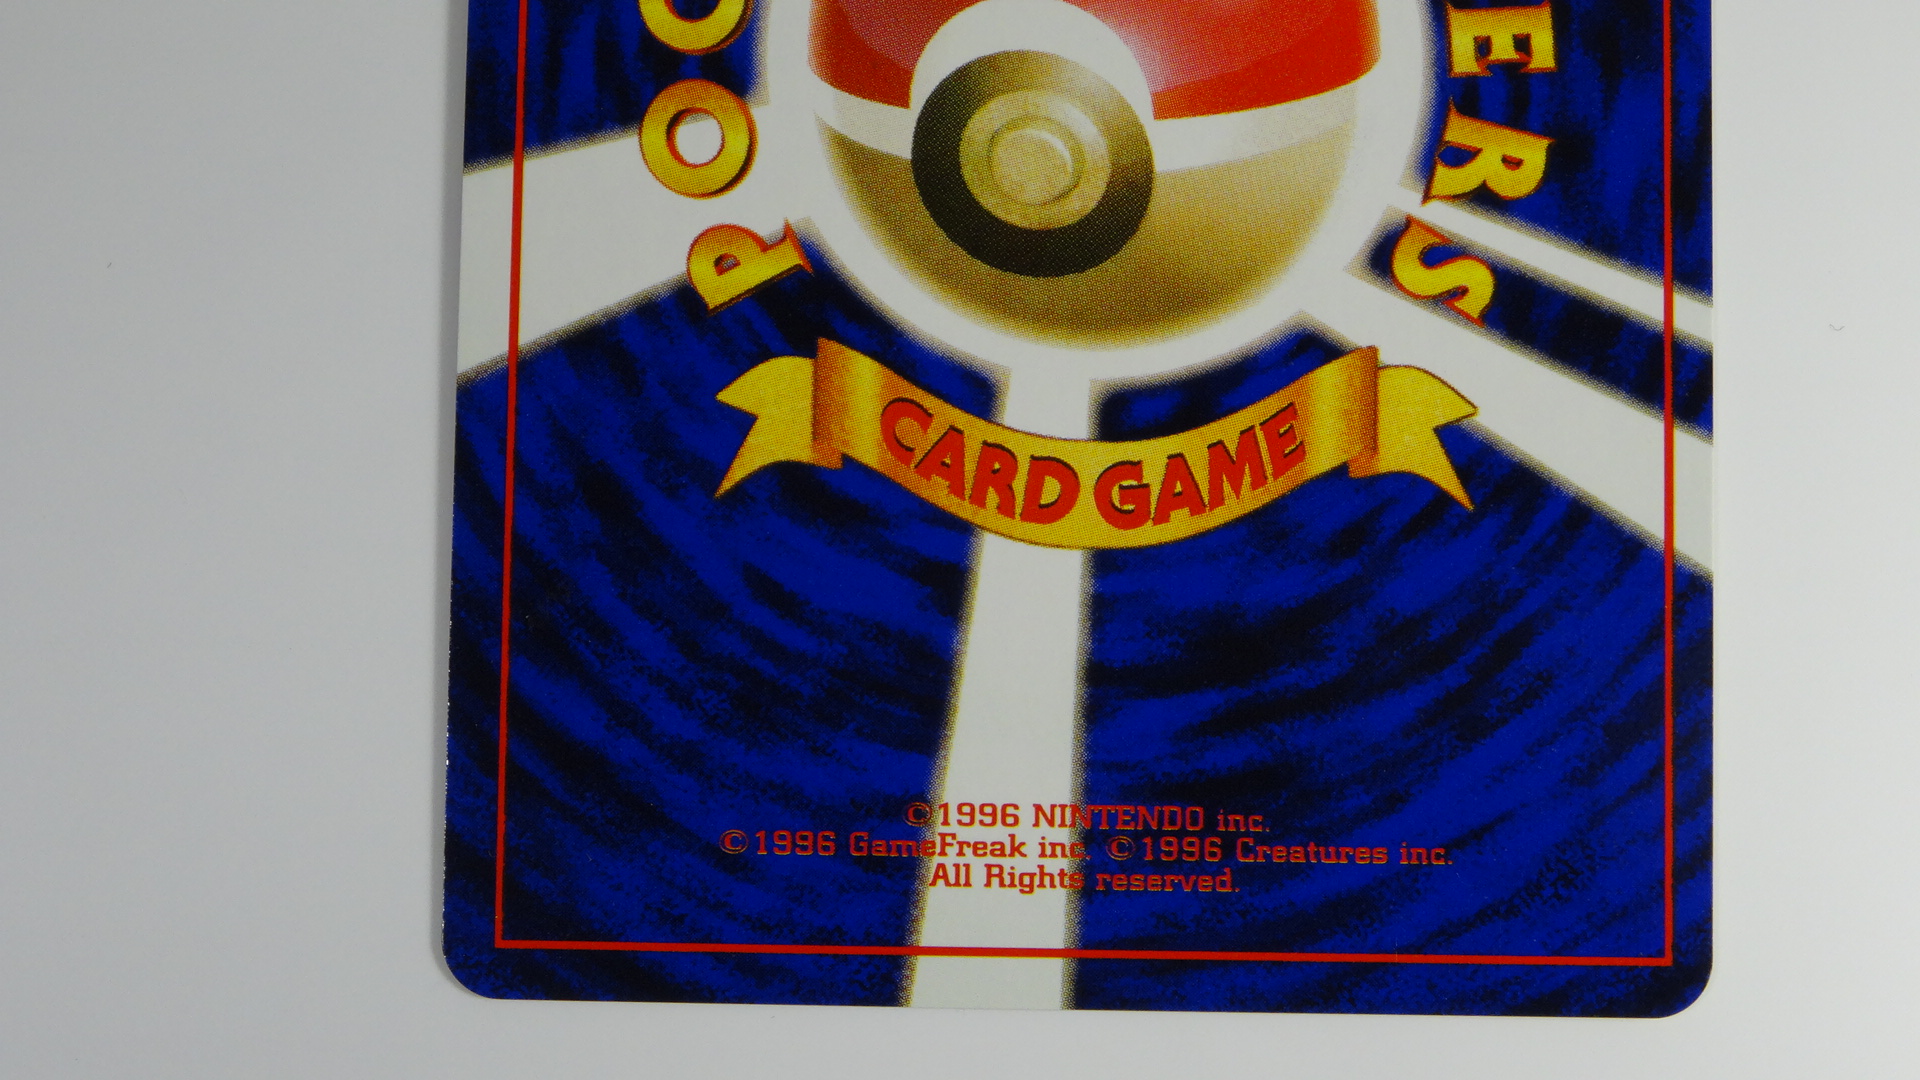 POC
ERS
CARD GAME
©1996 NINTENDO inc.
©1996 GameFreak inc. ©1996 Creatures inc.
All Rights reserved.